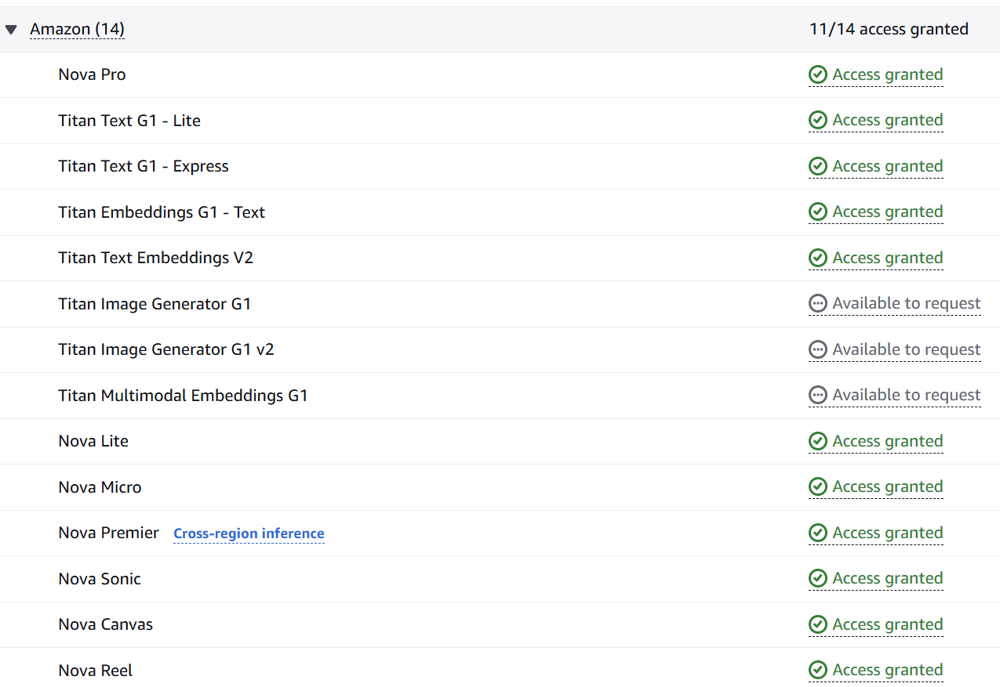 Amazon (14) 11/14 access granted
Nova Pro Access granted
Titan Text G1 - Lite Access granted
Titan Text G1 - Express Access granted
Titan Embeddings G1 - Text Access granted
Titan Text Embeddings V2 Access granted
Titan Image Generator G1 Available to request
Titan Image Generator G1 v2 Available to request
Titan Multimodal Embeddings G1 Available to request
Nova Lite Access granted
Nova Micro Access granted
Nova Premier Cross-region inference Access granted
Nova Sonic Access granted
Nova Canvas Access granted
Nova Reel Access granted